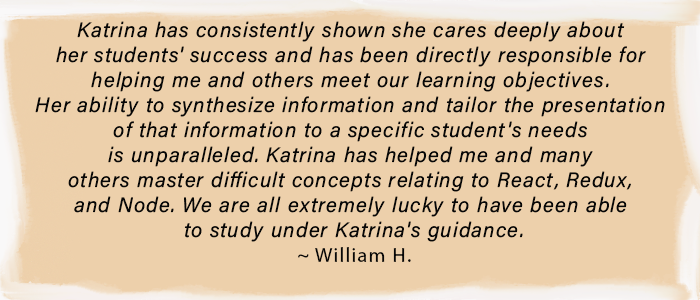 Katrina has consistently shown she cares deeply about
her students' success and has been directly responsible for
helping me and others meet our learning objectives.
Her ability to synthesize information and tailor the presentation
of that information to a specific student's needs
is unparalleled. Katrina has helped me and many
others master difficult concepts relating to React, Redux,
and Node. We are all extremely lucky to have been able
to study under Katrina's guidance.
~ William H.